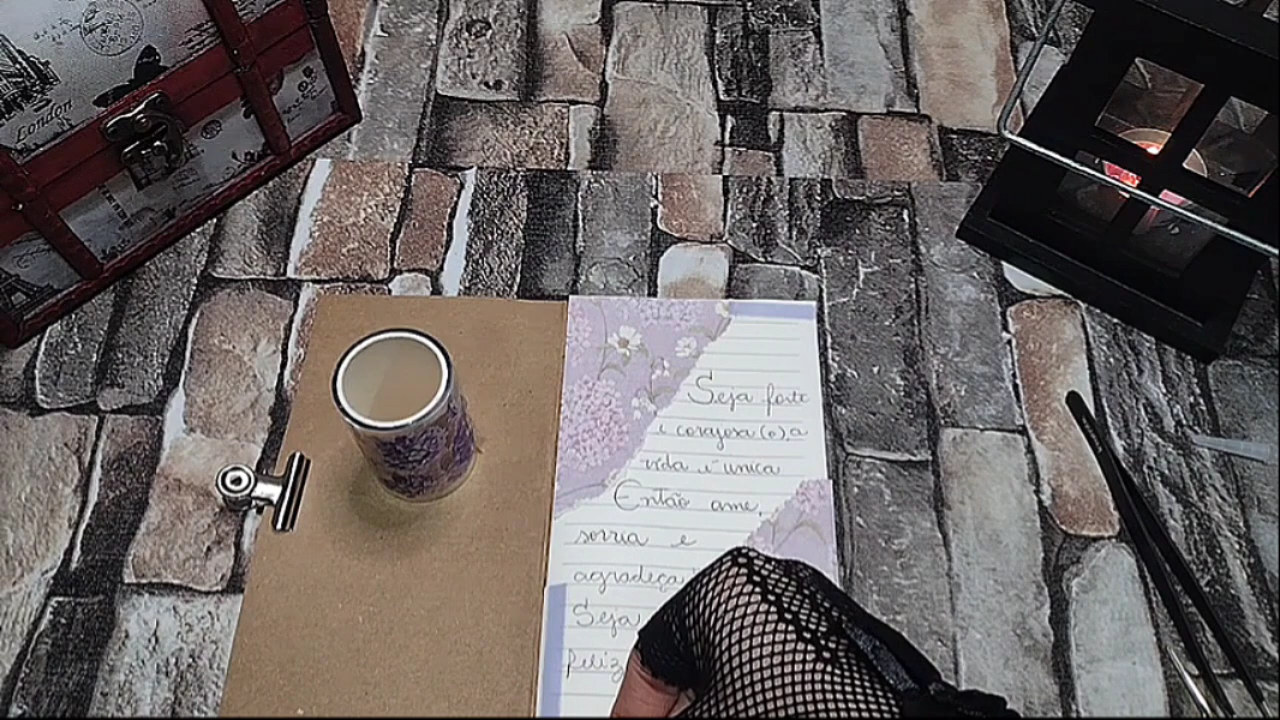 London
Seja forte
e corajosa(o), a
vida é única
Então ame,
sorria e
agradeça
Seja
feliz